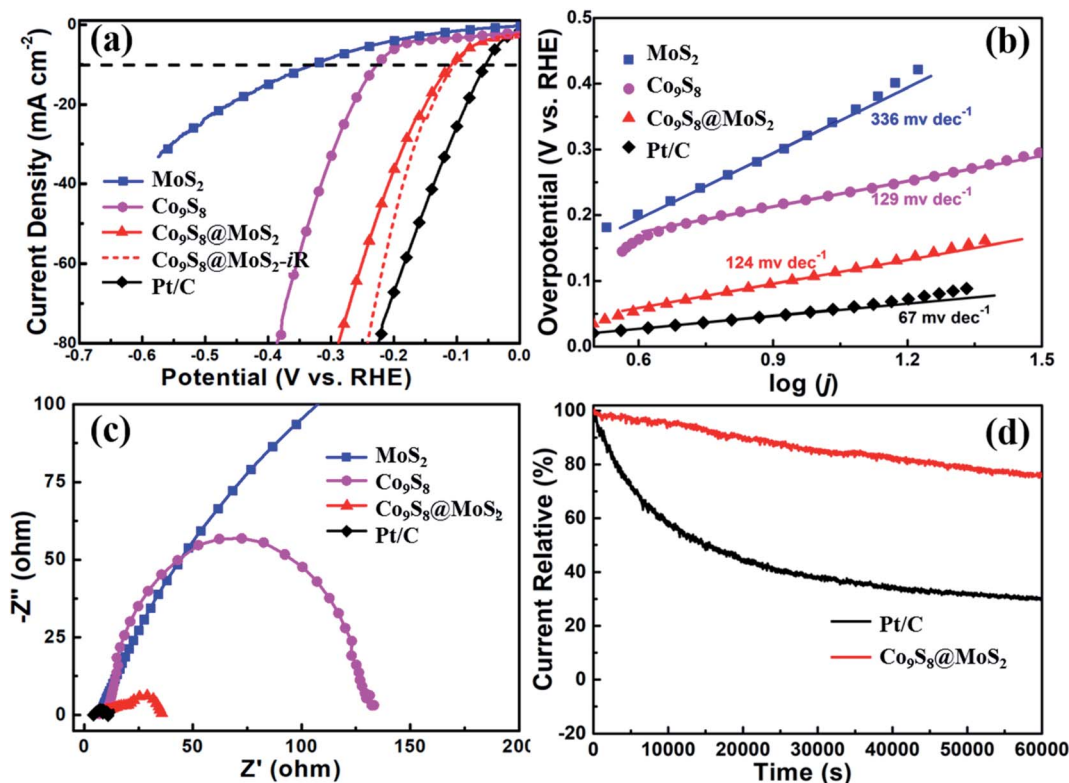 (a)
Current Density (mA cm⁻²)
0
-20
-40
-60
-80
MoS₂
Co₉S₈
Co₉S₈@MoS₂
Co₉S₈@MoS₂-iR
Pt/C
-0.7 -0.6 -0.5 -0.4 -0.3 -0.2 -0.1 0.0
Potential (V vs. RHE)
(b)
Overpotential (V vs. RHE)
0.4
0.3
0.2
0.1
0.0
MoS₂
Co₉S₈
Co₉S₈@MoS₂
Pt/C
336 mv dec⁻¹
129 mv dec⁻¹
124 mv dec⁻¹
67 mv dec⁻¹
0.6 0.9 1.2 1.5
log (j)
(c)
-Z'' (ohm)
100
75
50
25
0
MoS₂
Co₉S₈
Co₉S₈@MoS₂
Pt/C
0 50 100 150 200
Z' (ohm)
(d)
Current Relative (%)
100
80
60
40
20
0
-20
Pt/C
Co₉S₈@MoS₂
0 10000 20000 30000 40000 50000 60000
Time (s)